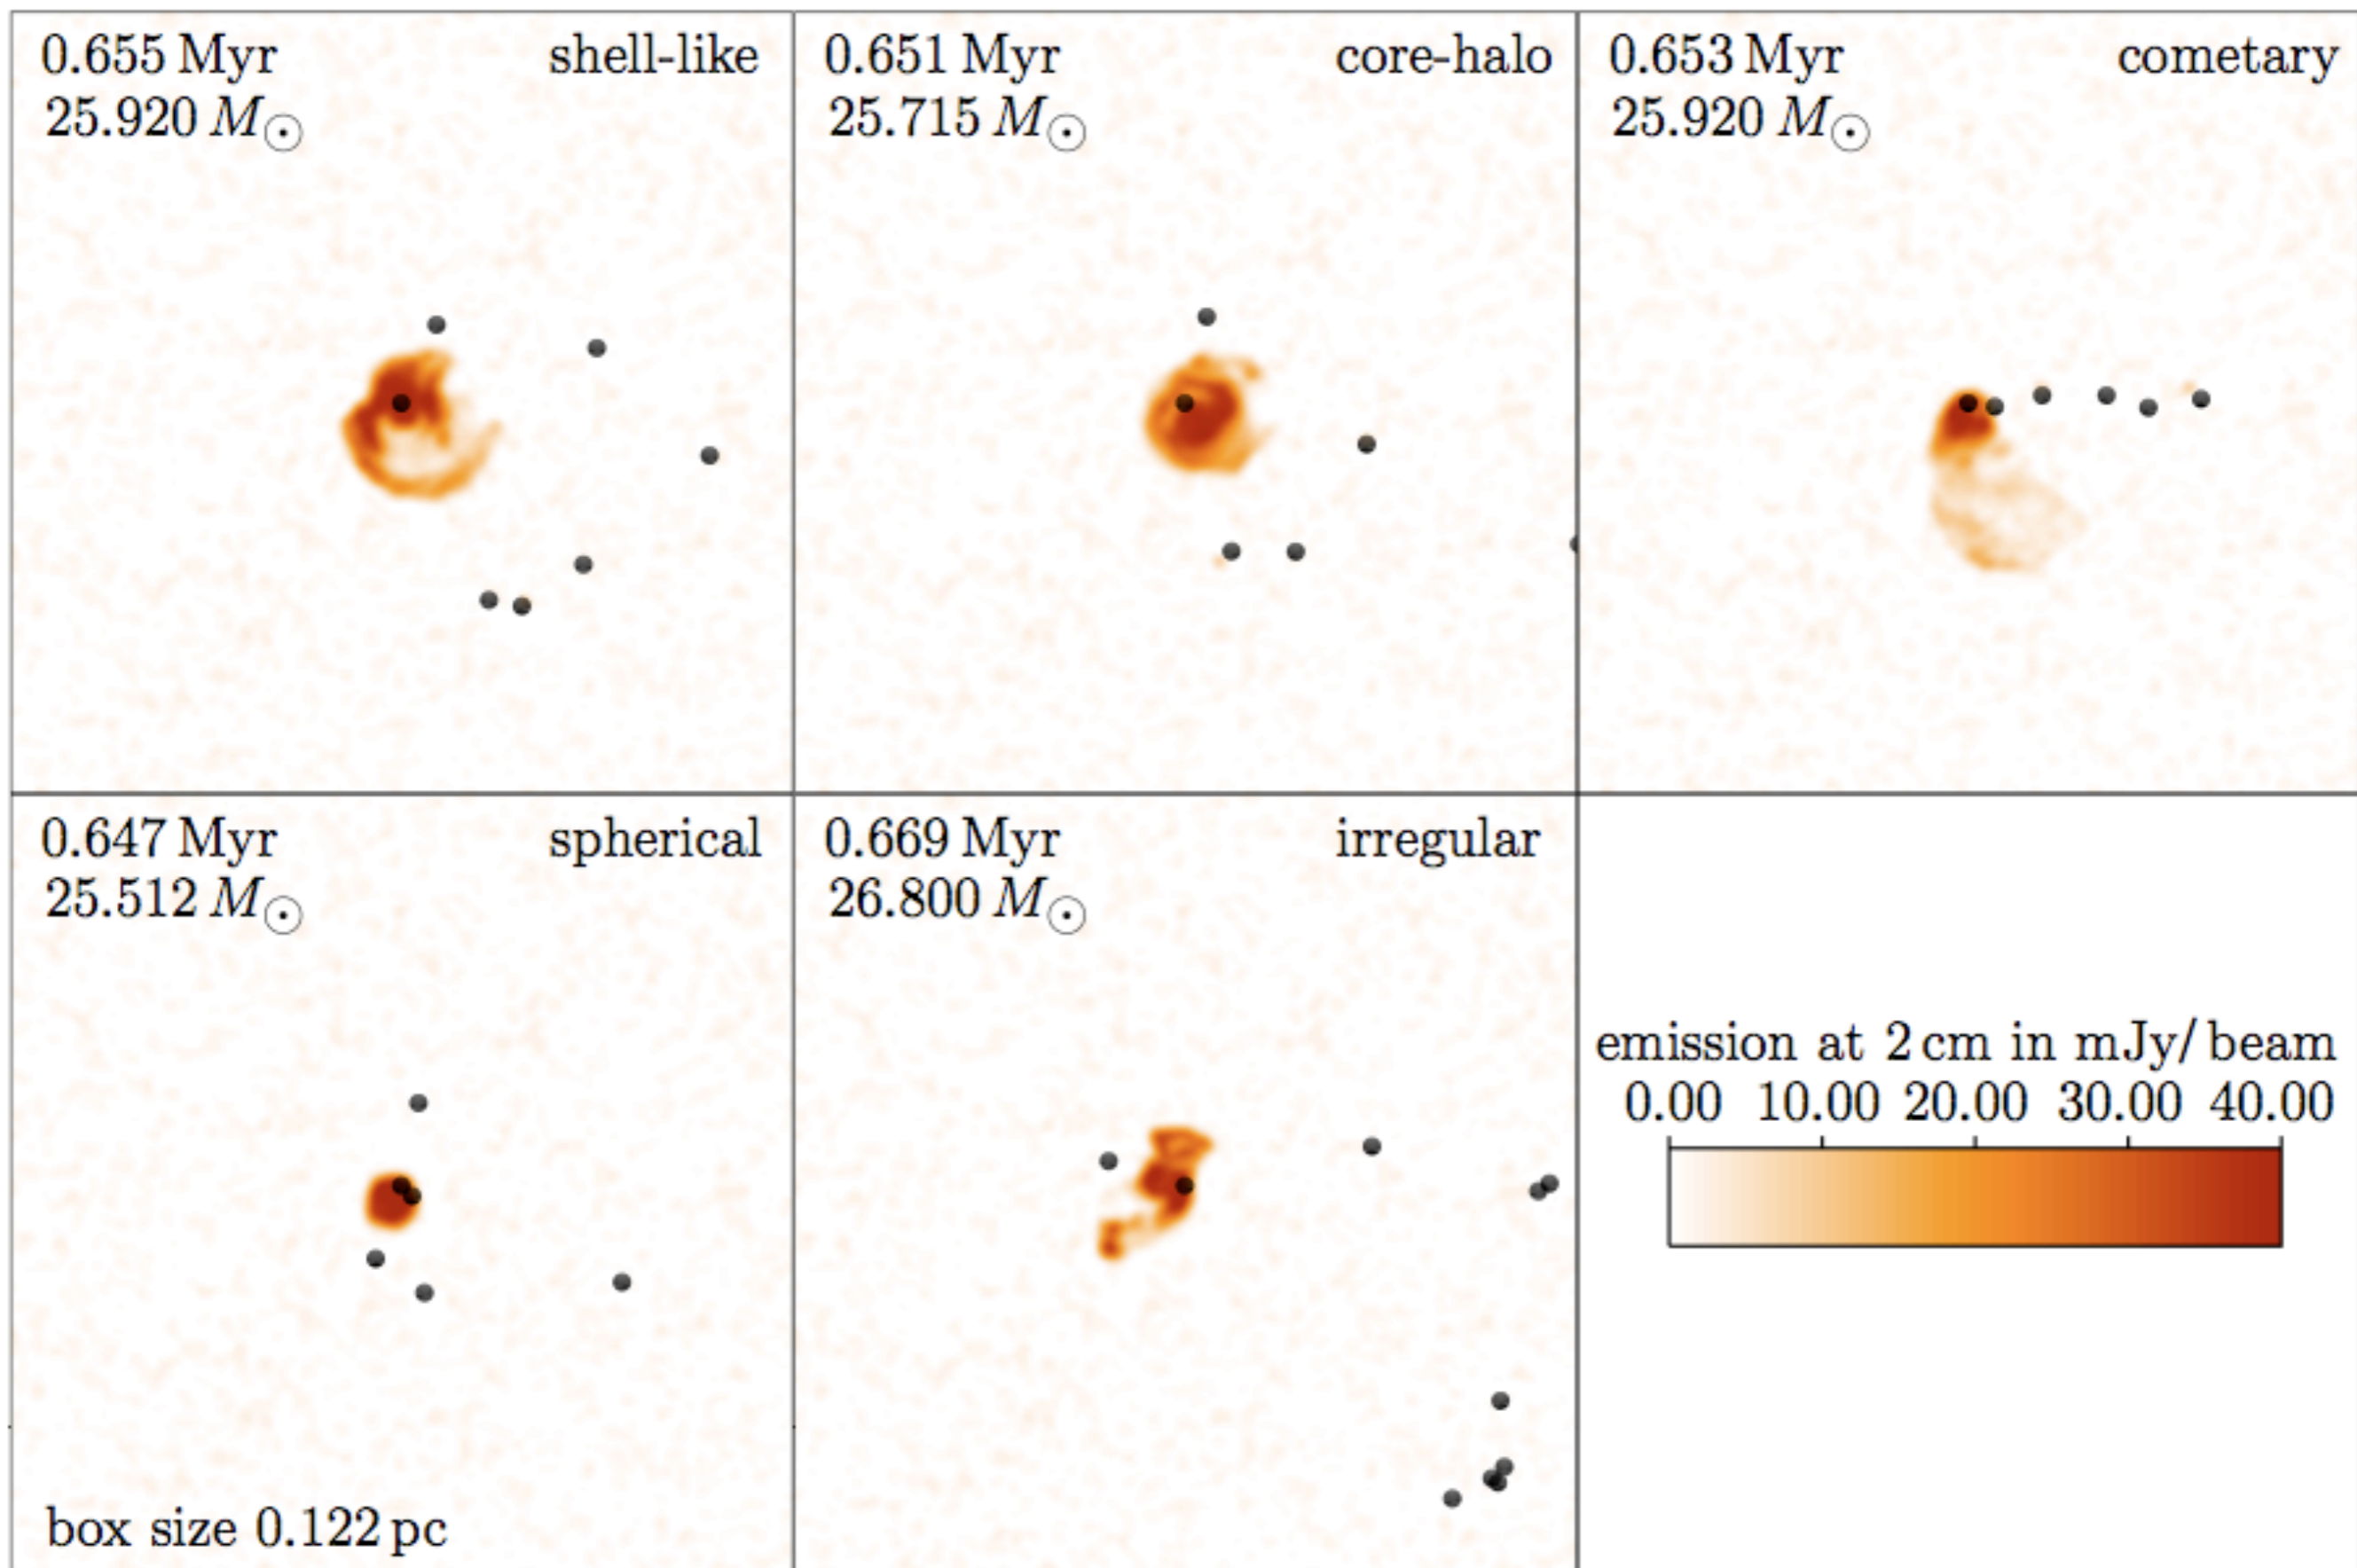 0.655 Myr shell-like
25.920 M⊙
0.651 Myr core-halo
25.715 M⊙
0.653 Myr cometary
25.920 M⊙
0.647 Myr spherical
25.512 M⊙
box size 0.122 pc
0.669 Myr irregular
26.800 M⊙
emission at 2 cm in mJy/beam
0.00 10.00 20.00 30.00 40.00